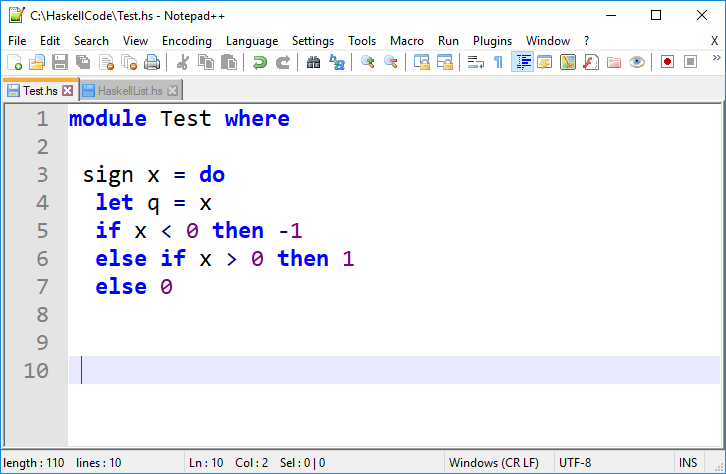 C:\HaskellCode\Test.hs - Notepad++
File Edit Search View Encoding Language Settings Tools Macro Run Plugins Window ? X
Test.hs HaskellList.hs
1 module Test where
2
3 sign x = do
4 let q = x
5 if x < 0 then -1
6 else if x > 0 then 1
7 else 0
8
9
10
length : 110 lines : 10 Ln : 10 Col : 2 Sel : 0 | 0 Windows (CR LF) UTF-8 INS